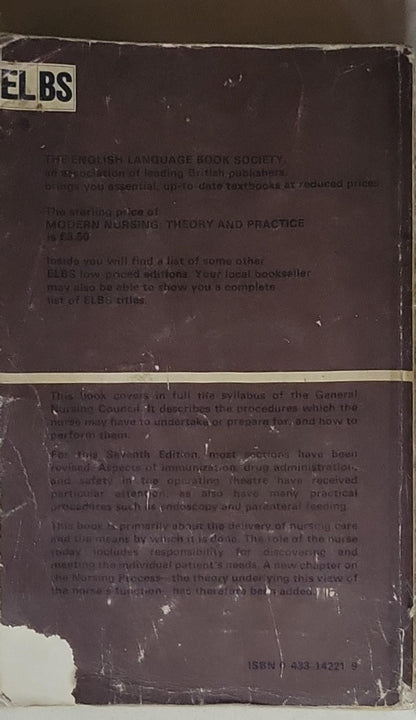 ELBS
THE ENGLISH LANGUAGE BOOK SOCIETY,
an association of leading British publishers,
brings you essential, up-to-date textbooks at reduced prices
The sterling price of
MODERN NURSING: THEORY AND PRACTICE
is £3.50
Inside you will find a list of some other
ELBS low-priced editions. Your local bookseller
may also be able to show you a complete
list of ELBS titles.
This book covers in full the syllabus of the General
Nursing Council. It describes the procedures which the
nurse may have to undertake or prepare for, and how to
perform them.
For this Seventh Edition, most sections have been
revised. Aspects of immunization, drug administration,
and safety in the operating theatre have received
particular attention, as also have many practical
procedures such as endoscopy and parenteral feeding.
This book is primarily about the delivery of nursing care
and the means by which it is done. The role of the nurse
today includes responsibility for discovering and
meeting the individual patient's needs. A new chapter on
the Nursing Process—the theory underlying this view of
the nurse's function—has therefore been added.
ISBN 0 433 14221 9